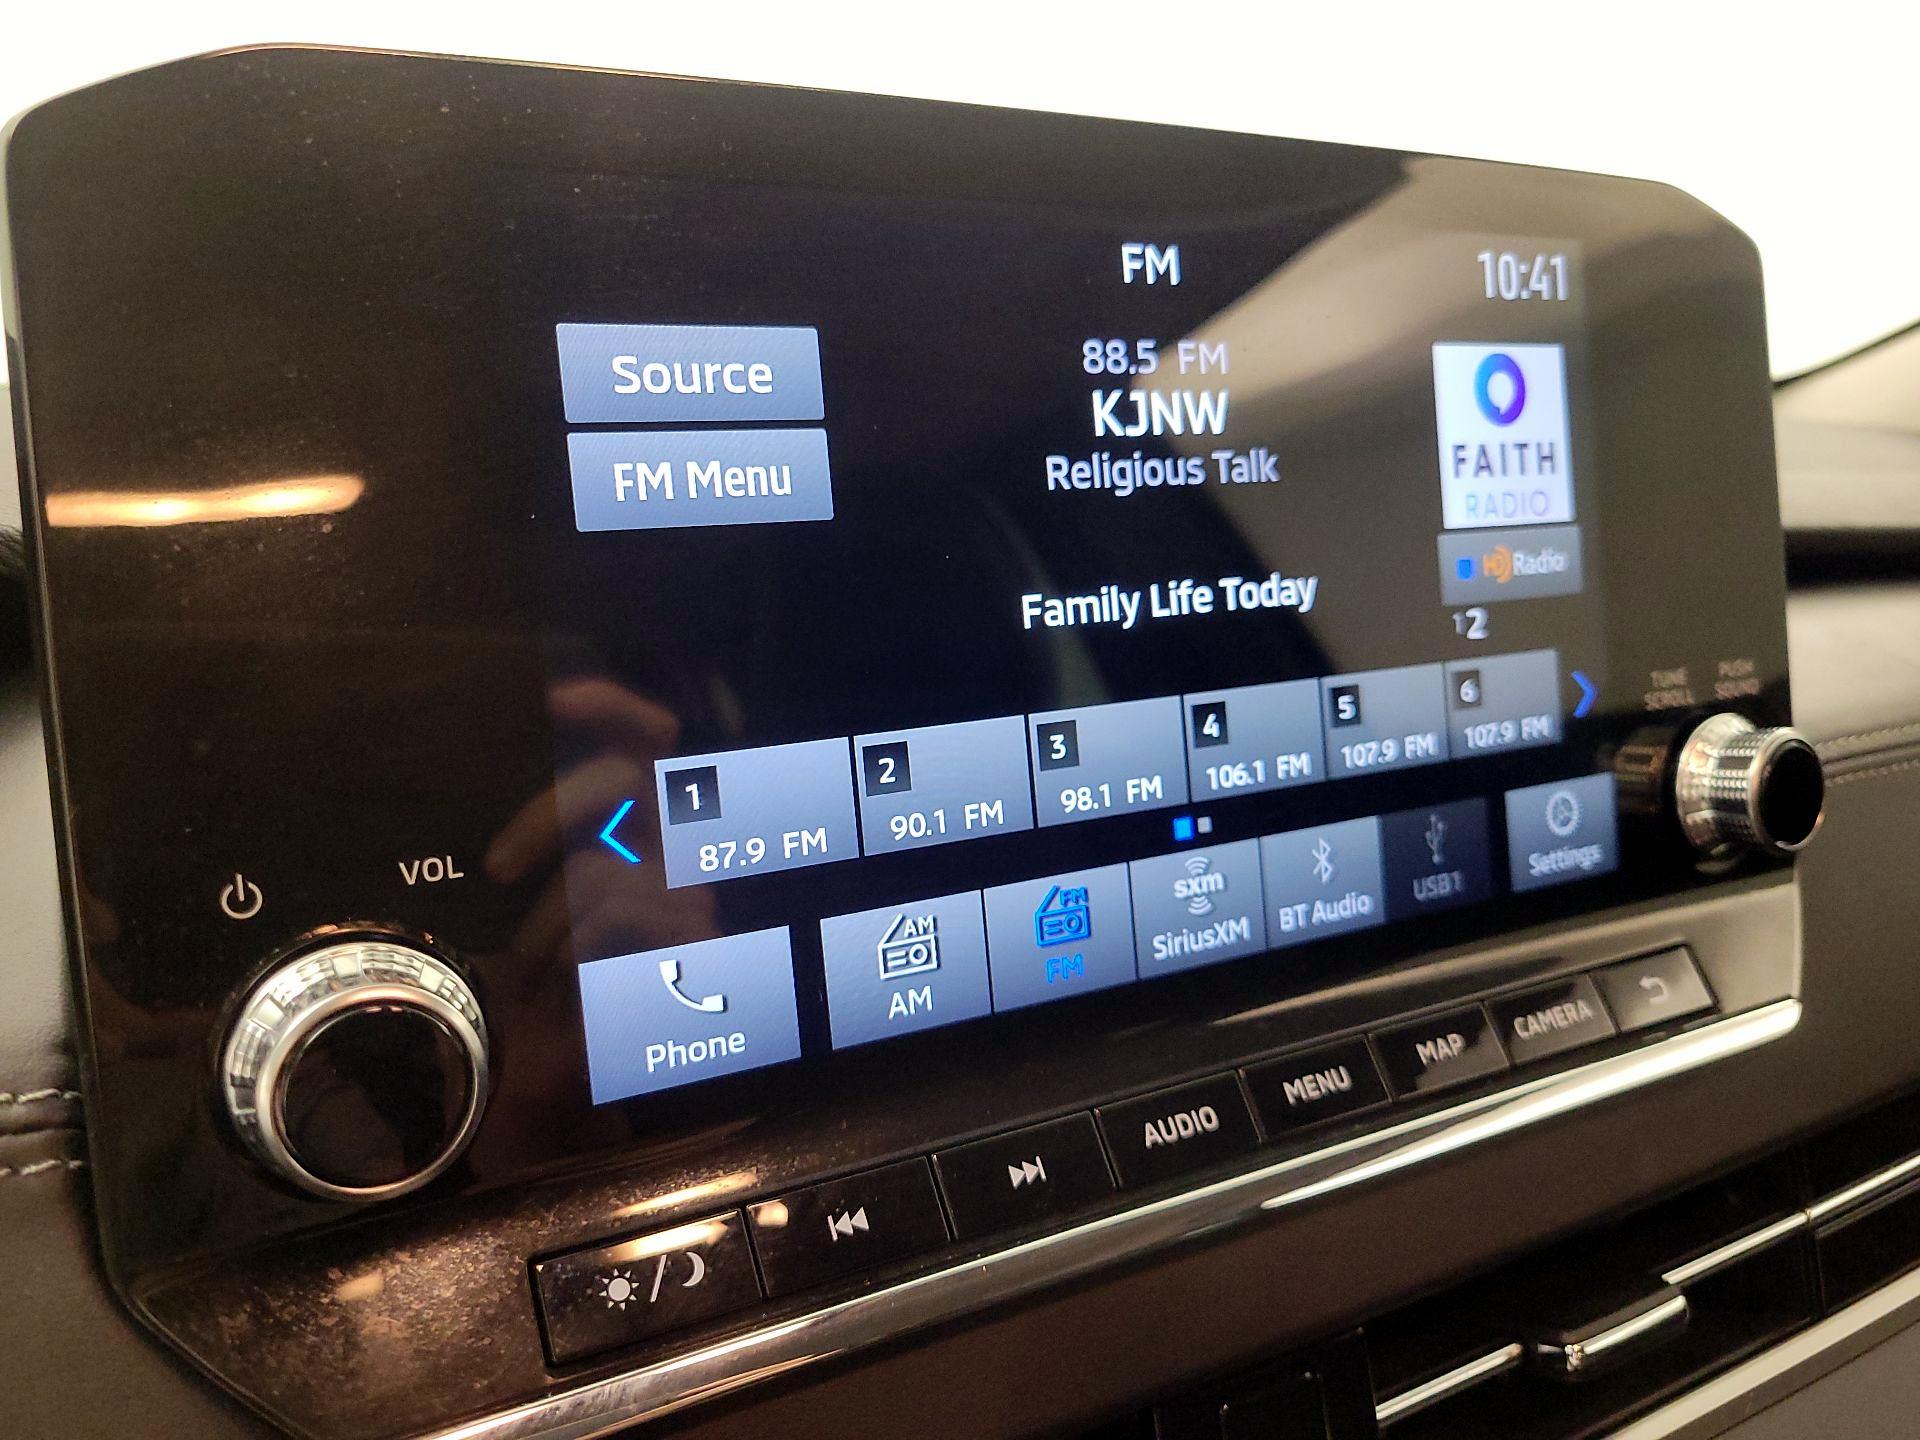 FM
10:41
Source
88.5 FM
KJNW
FM Menu
Religious Talk
FAITH
RADIO
HD Radio
Family Life Today
1 2
TUNE
SCROLL
PUSH
SOUND
1
87.9 FM
2
90.1 FM
3
98.1 FM
4
106.1 FM
5
107.9 FM
6
107.9 FM
VOL
Phone
AM
AM
FM
FM
sxm
SiriusXM
BT Audio
USB1
Settings
AUDIO
MENU
MAP
CAMERA